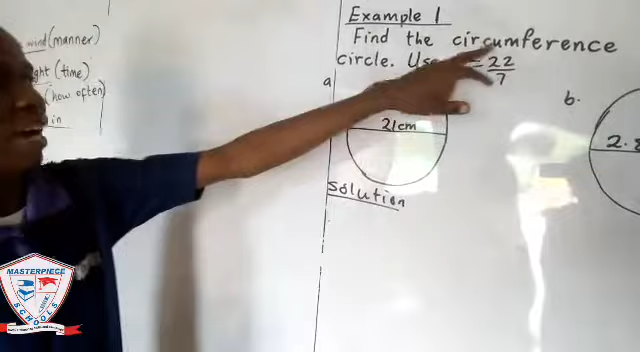 wind (manner)
ght (time)
(how often)
in
Example 1
Find the circumference
circle. Use = 22
7
a
21cm
Solution
b.
2.8
MASTERPIECE
SCHOOLS